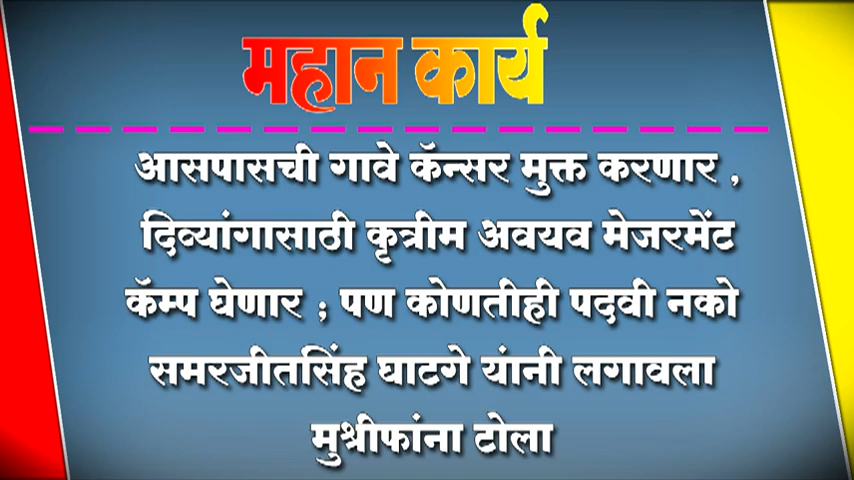 महान कार्य
आसपासची गावे कॅन्सर मुक्त करणार ,
दिव्यांगासाठी कृत्रीम अवयव मेजरमेंट
कॅम्प घेणार ; पण कोणतीही पदवी नको
समरजीतसिंह घाटगे यांनी लगावला
मुश्रीफांना टोला